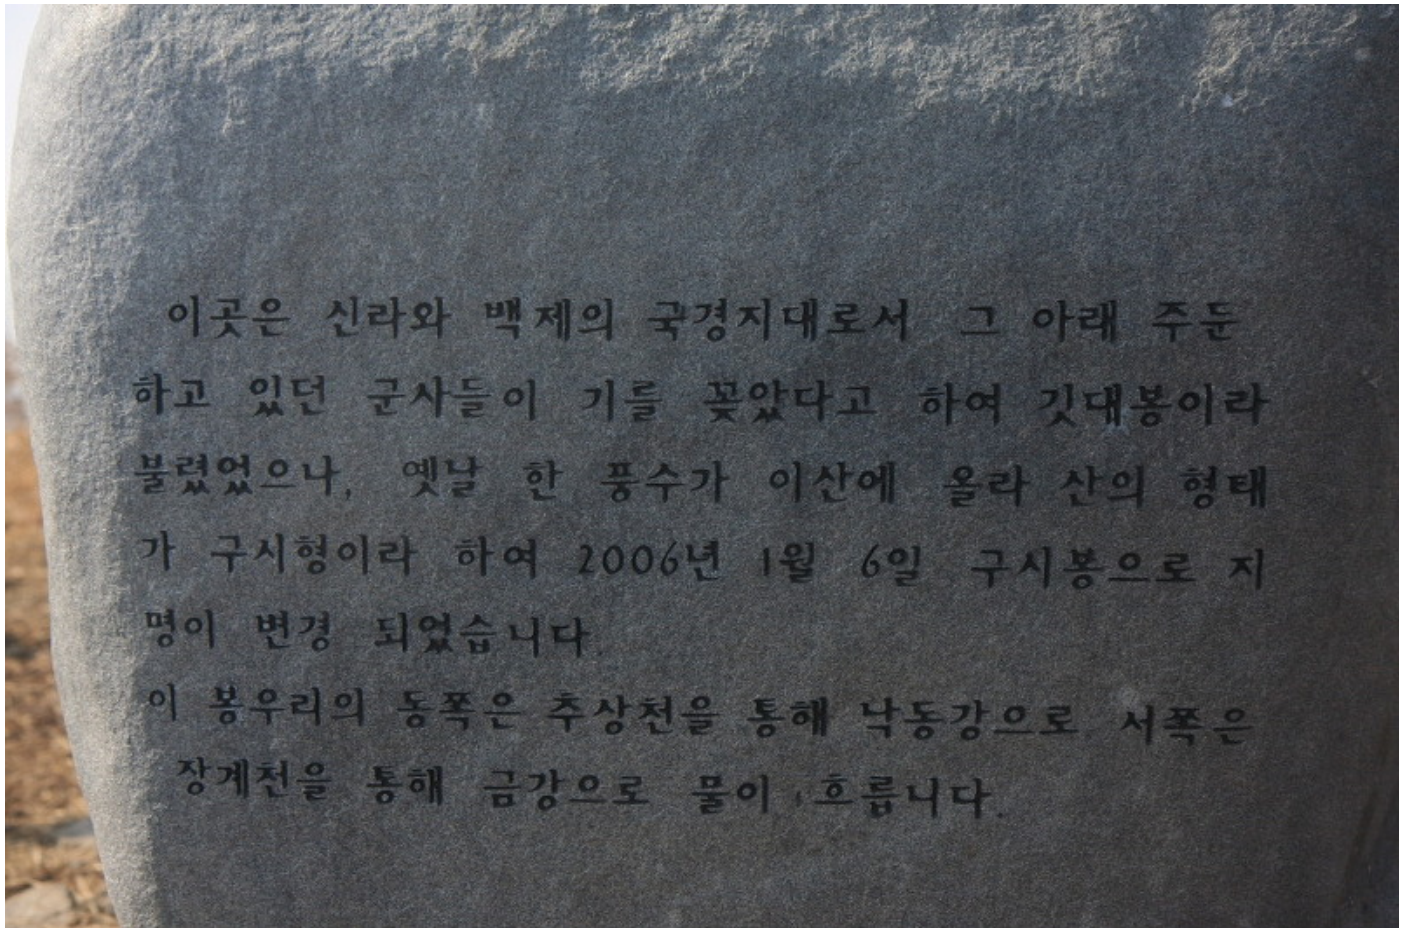 이곳은 신라와 백제의 국경지대로서 그 아래 주둔
하고 있던 군사들이 기를 꽂았다고 하여 깃대봉이라
불렸었으나, 옛날 한 풍수가 이산에 올라 산의 형태
가 구시형이라 하여 2006년 1월 6일 구시봉으로 지
명이 변경 되었습니다.
이 봉우리의 동쪽은 추상천을 통해 낙동강으로 서쪽은
장계천을 통해 금강으로 물이 흐릅니다.